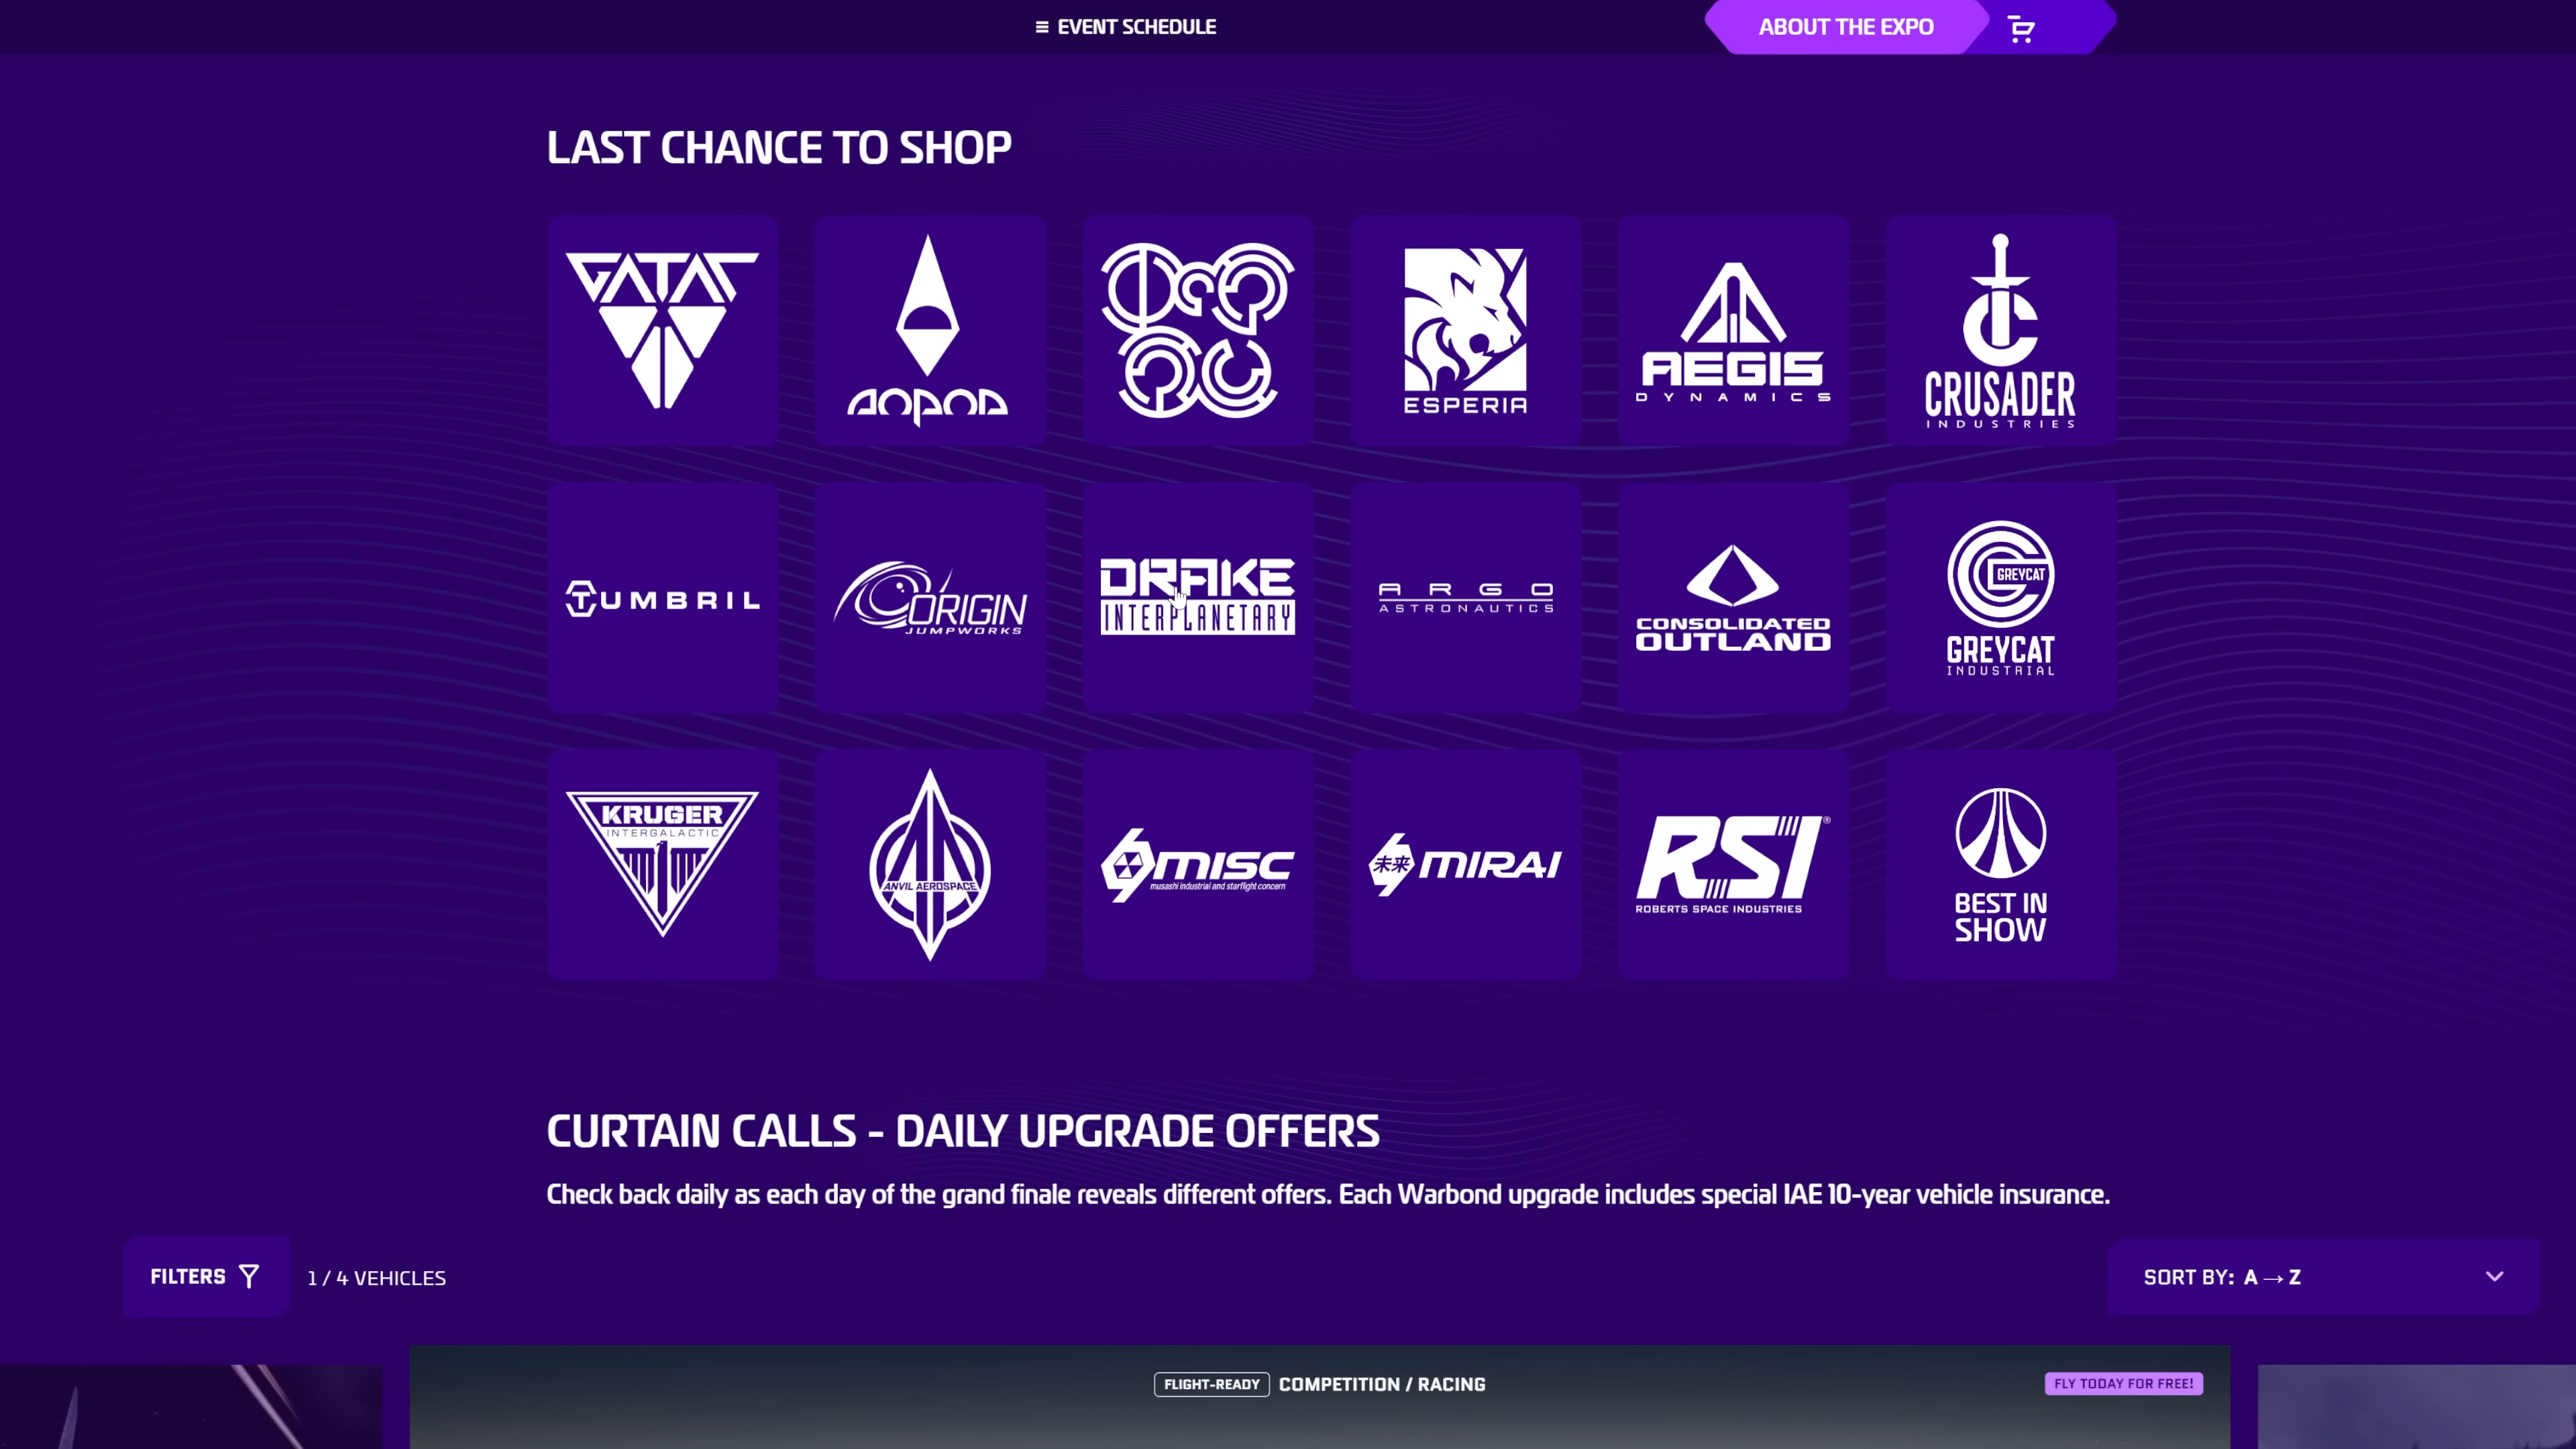 ≡ EVENT SCHEDULE
ABOUT THE EXPO
LAST CHANCE TO SHOP
GATAC
AOPOA
ESPERIA
AEGIS
DYNAMICS
CRUSADER
INDUSTRIES
TUMBRIL
ORIGIN
JUMPWORKS
DRAKE
INTERPLANETARY
ARGO
ASTRONAUTICS
CONSOLIDATED
OUTLAND
GREYCAT
GREYCAT
INDUSTRIAL
KRUGER
INTERGALACTIC
ANVIL AEROSPACE
MISC
musashi industrial and starflight concern
未来 MIRAI
RSI®
ROBERTS SPACE INDUSTRIES
BEST IN
SHOW
CURTAIN CALLS - DAILY UPGRADE OFFERS
Check back daily as each day of the grand finale reveals different offers. Each Warbond upgrade includes special IAE 10-year vehicle insurance.
FILTERS
1 / 4 VEHICLES
SORT BY: A → Z
FLIGHT-READY COMPETITION / RACING
FLY TODAY FOR FREE!